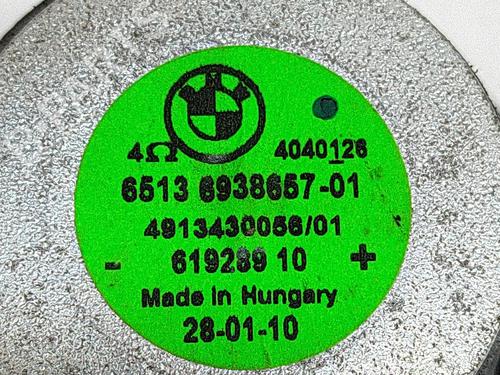 4Ω 4040126
6513 6938657-01
4913430056/01
- 619289 10 +
Made in Hungary
28-01-10